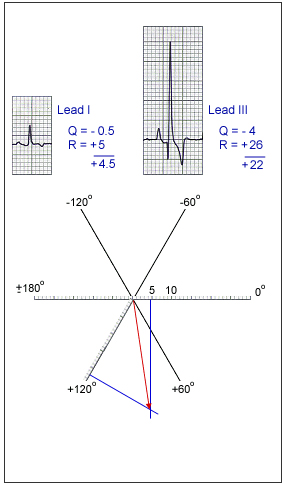 Lead I
Q = - 0.5
R = + 5
+4.5
Lead III
Q = - 4
R = +26
+22
-120°
-60°
±180°
5 10
0°
+120°
+60°